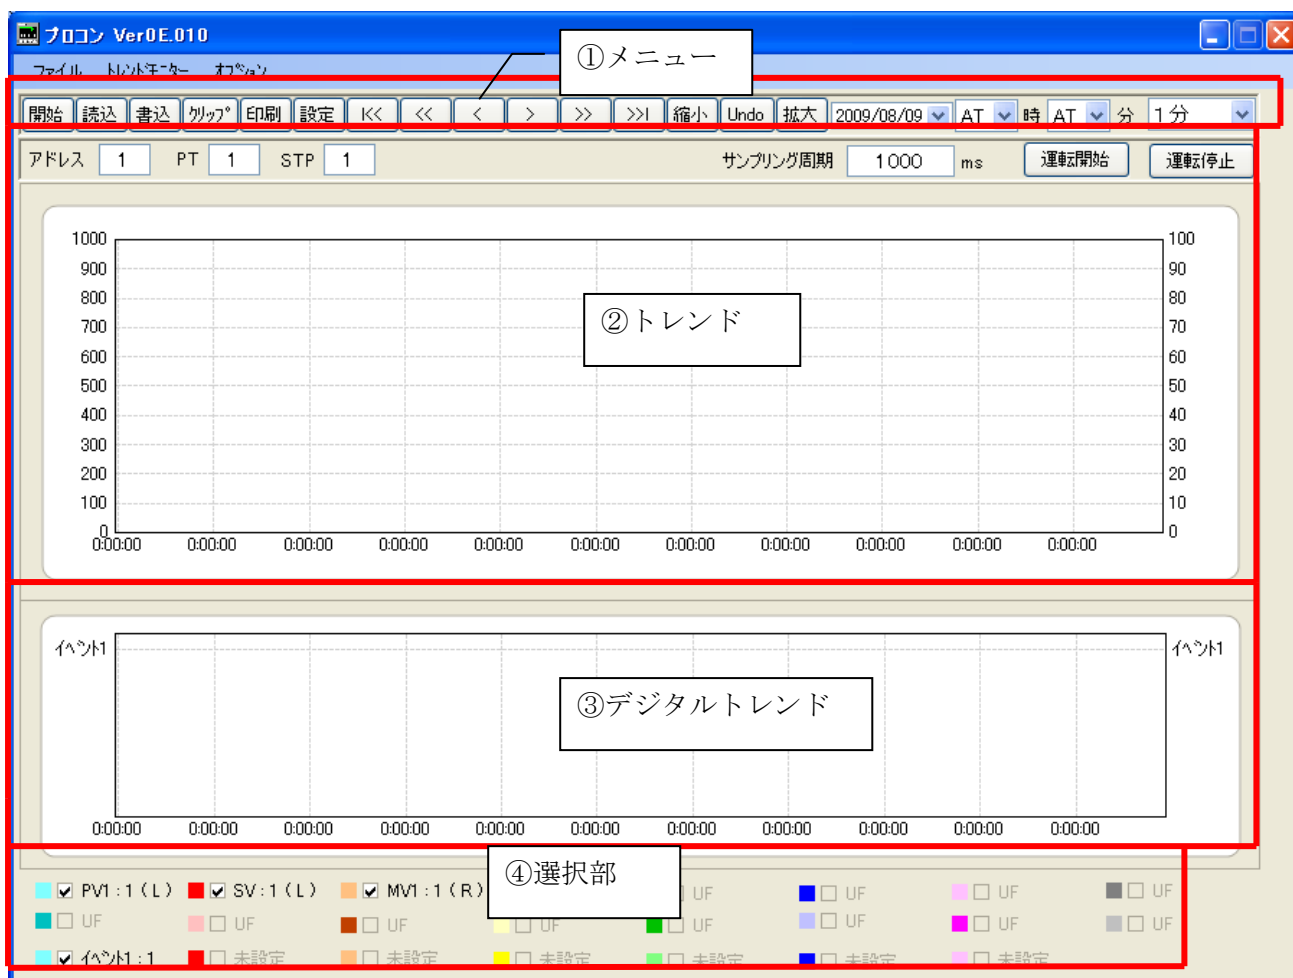 プロコン Ver0E.010
①メニュー
ファイル トレンドモニター オプション
開始 読込 書込 クリップ 印刷 設定 |<< << < > >> >>| 縮小 Undo 拡大 2009/08/09 AT 時 AT 分 1分
アドレス 1 PT 1 STP 1 サンプリング周期 1000 ms 運転開始 運転停止
1000 100
900 90
800 80
②トレンド
700 70
600 60
500 50
400 40
300 30
200 20
100 10
0 0
0:00:00 0:00:00 0:00:00 0:00:00 0:00:00 0:00:00 0:00:00 0:00:00 0:00:00 0:00:00 0:00:00
イベント1 イベント1
③デジタルトレンド
0:00:00 0:00:00 0:00:00 0:00:00 0:00:00 0:00:00 0:00:00 0:00:00 0:00:00 0:00:00 0:00:00
④選択部
PV1:1(L) SV:1(L) MV1:1(R) UF UF UF UF
UF UF UF UF UF UF UF UF
イベント1:1 未設定 未設定 未設定 未設定 未設定 未設定